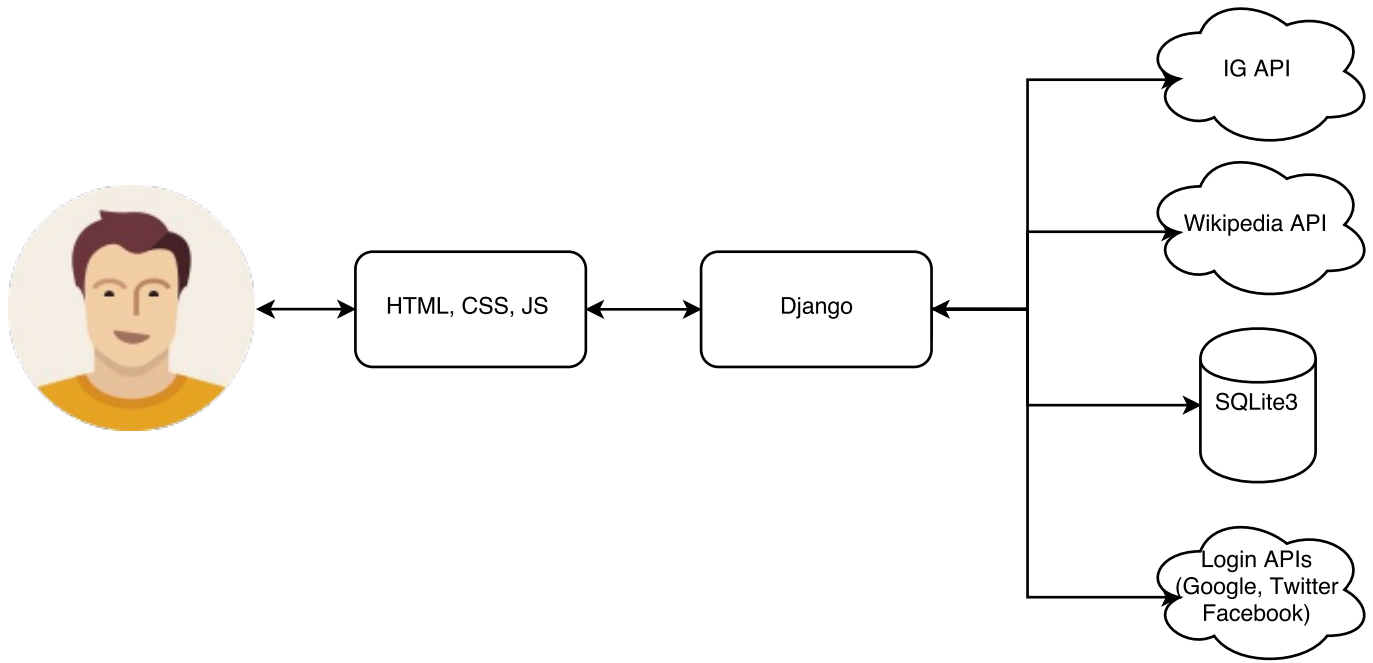 HTML, CSS, JS
Django
IG API
Wikipedia API
SQLite3
Login APIs
(Google, Twitter
Facebook)